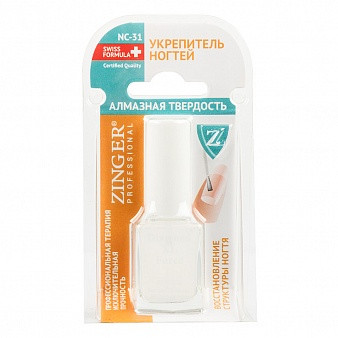 NC-31
SWISS
FORMULA
Certified Quality
УКРЕПИТЕЛЬ
НОГТЕЙ
АЛМАЗНАЯ ТВЕРДОСТЬ
ZINGER®
PROFESSIONAL
Z
ПРОФЕССИОНАЛЬНАЯ ТЕРАПИЯ
ИСКЛЮЧИТЕЛЬНАЯ
ПРОЧНОСТЬ
ВОССТАНОВЛЕНИЕ
СТРУКТУРЫ НОГТЯ